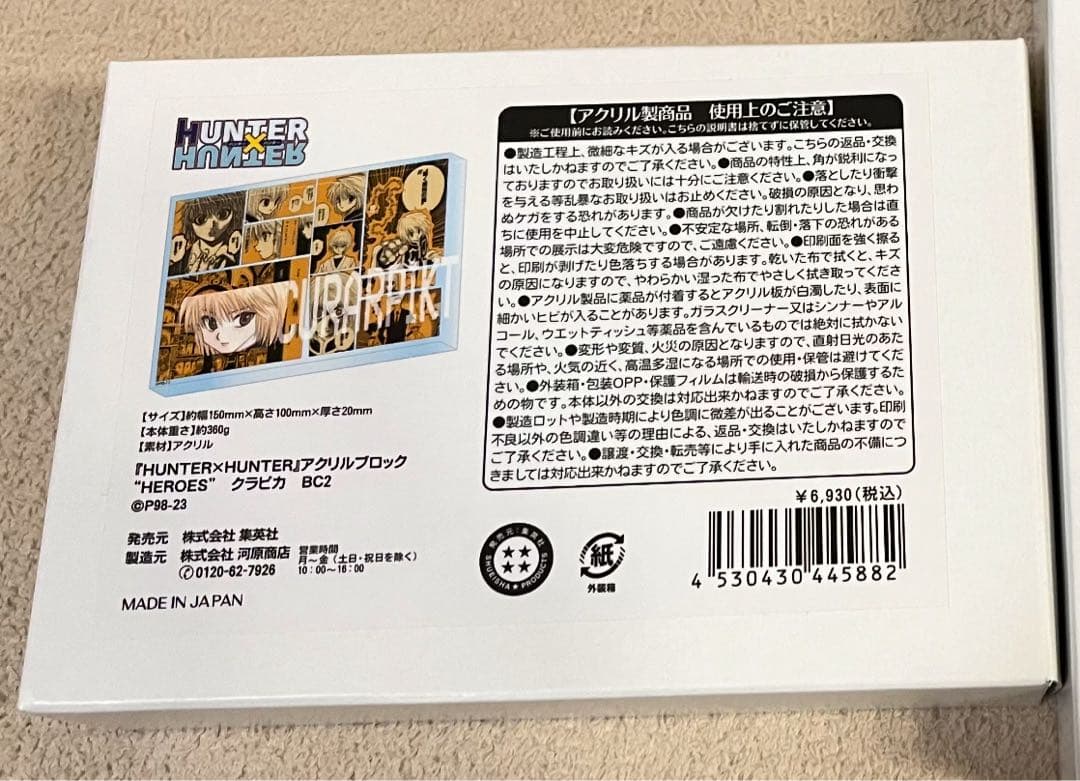 HUNTER
×
HUNTER
CURARPIKT
【サイズ】約幅150mm×高さ100mm×厚さ20mm
【本体重さ】約360g
【素材】アクリル
『HUNTER×HUNTER』アクリルブロック
“HEROES” クラピカ BC2
©P98-23
発売元 株式会社 集英社
製造元 株式会社 河原商店 営業時間
月〜金（土日・祝日を除く）
0120-62-7926 10：00〜16：00
MADE IN JAPAN
【アクリル製商品 使用上のご注意】
※ご使用前にお読みください。こちらの説明書は捨てずに保管してください。
●製造工程上、微細なキズが入る場合がございます。こちらの返品・交換
はいたしかねますのでご了承ください。●商品の特性上、角が鋭利になっ
ておりますのでお取り扱いには十分にご注意ください。●落としたり衝撃
を与える等乱暴なお取り扱いはお止めください。破損の原因となり、思わ
ぬケガをする恐れがあります。●商品が欠けたり割れたりした場合は直
ちに使用を中止してください。●不安定な場所、転倒・落下の恐れがある
場所での展示は大変危険ですので、ご遠慮ください。●印刷面を強く擦る
と、印刷が剥げたり色落ちする場合があります。乾いた布で拭くと、キズ
の原因になりますので、やわらかい湿った布でやさしく拭き取ってくださ
い。●アクリル製品に薬品が付着するとアクリル板が白濁したり、表面に
細かいヒビが入ることがあります。ガラスクリーナー又はシンナーやアル
コール、ウエットティッシュ等薬品を含んでいるものでは絶対に拭かない
でください。●変形や変質、火災の原因となりますので、直射日光のあた
る場所や、火気の近く、高温多湿になる場所での使用・保管は避けてくださ
い。●外装箱・包装OPP・保護フィルムは輸送時の破損から保護するた
めの物です。本体以外の交換は対応出来かねますのでご了承ください。
●製造ロットや製造時期により色調に微差が出ることがございます。印刷
不良以外の色調違い等の理由による、返品・交換はいたしかねますので
ご了承ください。●譲渡・交換・転売等により手に入れた商品の不備につ
きましては対応出来かねますのでご了承ください。
発売元：集英社
SHUEISHA PRODUCTS
紙
外装箱
￥6,930（税込）
4 530430 445882